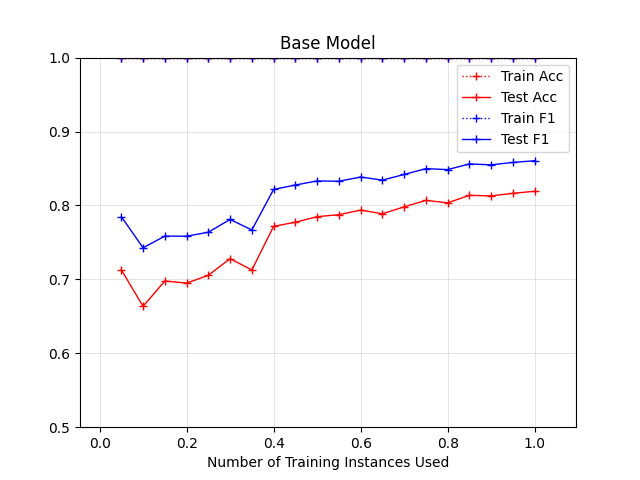 Base Model
1.0
0.9
0.8
0.7
0.6
0.5
Train Acc
Test Acc
Train F1
Test F1
0.0 0.2 0.4 0.6 0.8 1.0
Number of Training Instances Used